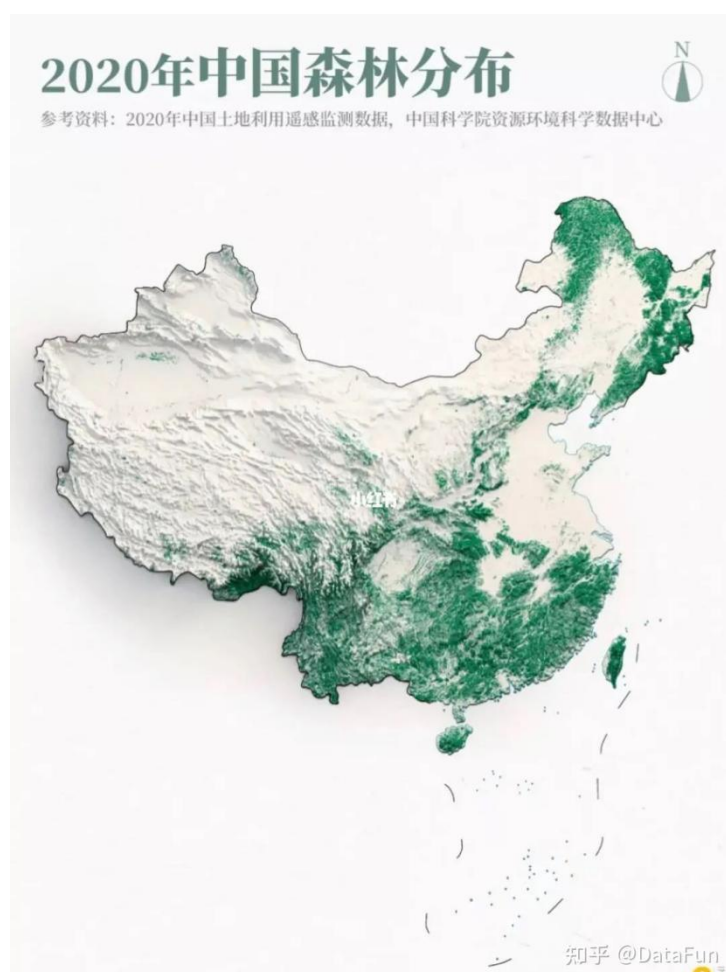 2020年中国森林分布
N
参考资料：2020年中国土地利用遥感监测数据，中国科学院资源环境科学数据中心
小红书
知乎 @DataFun